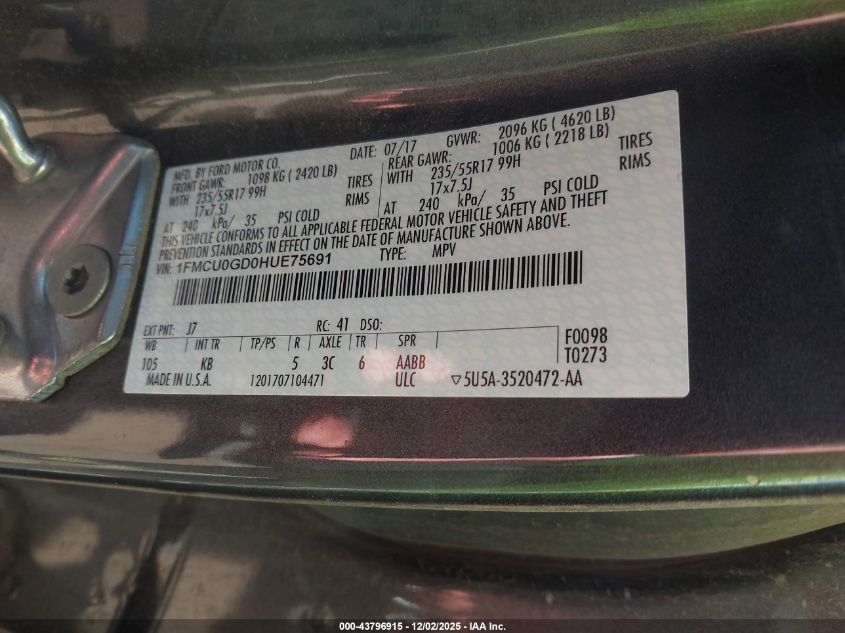 MFD. BY FORD MOTOR CO.
DATE: 07/17 GVWR: 2096 KG ( 4620 LB)
FRONT GAWR: 1098 KG ( 2420 LB)
REAR GAWR: 1006 KG ( 2218 LB)
WITH 235/55R17 99H TIRES
WITH 235/55R17 99H TIRES
17x7.5J RIMS
17x7.5J RIMS
AT 240 kPa/ 35 PSI COLD
AT 240 kPa/ 35 PSI COLD
THIS VEHICLE CONFORMS TO ALL APPLICABLE FEDERAL MOTOR VEHICLE SAFETY AND THEFT
PREVENTION STANDARDS IN EFFECT ON THE DATE OF MANUFACTURE SHOWN ABOVE.
VIN: 1FMCU0GD0HUE75691 TYPE: MPV
EXT PNT: J7 RC: 41 DSO:
WB INT TR TP/PS R AXLE TR SPR
105 KB 5 3C 6 AABB
F0098
T0273
MADE IN U.S.A. 1201707104471 ULC ▽5U5A-3520472-AA
000-43796915 - 12/02/2025 - IAA Inc.